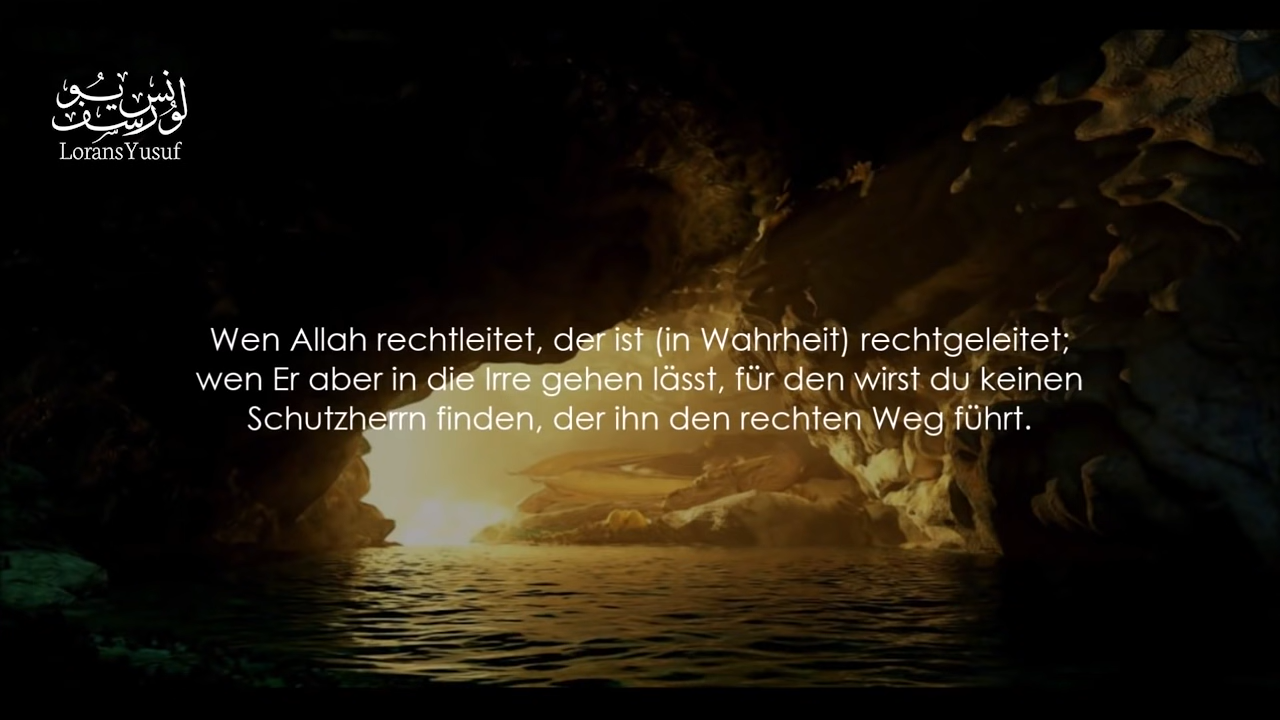 لورنس يوسف
LoransYusuf
Wen Allah rechtleitet, der ist (in Wahrheit) rechtgeleitet;
wen Er aber in die Irre gehen lässt, für den wirst du keinen
Schutzherrn finden, der ihn den rechten Weg führt.